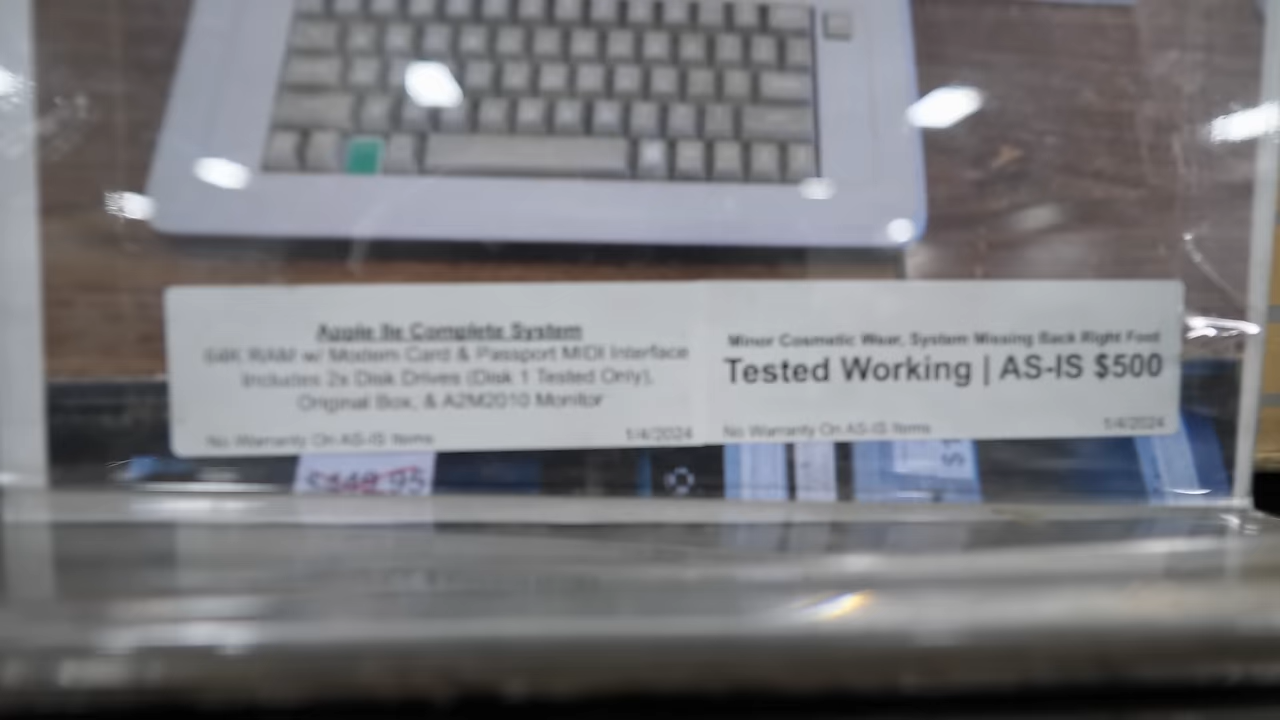 Apple IIe Complete System
64K RAM w/ Modem Card & Passport MIDI Interface
Includes 2x Disk Drives (Disk 1 Tested Only),
Original Box, & A2M2010 Monitor
No Warranty On AS-IS Items 1/4/2024
Minor Cosmetic Wear, System Missing Back Right Foot
Tested Working | AS-IS $500
No Warranty On AS-IS Items 1/4/2024